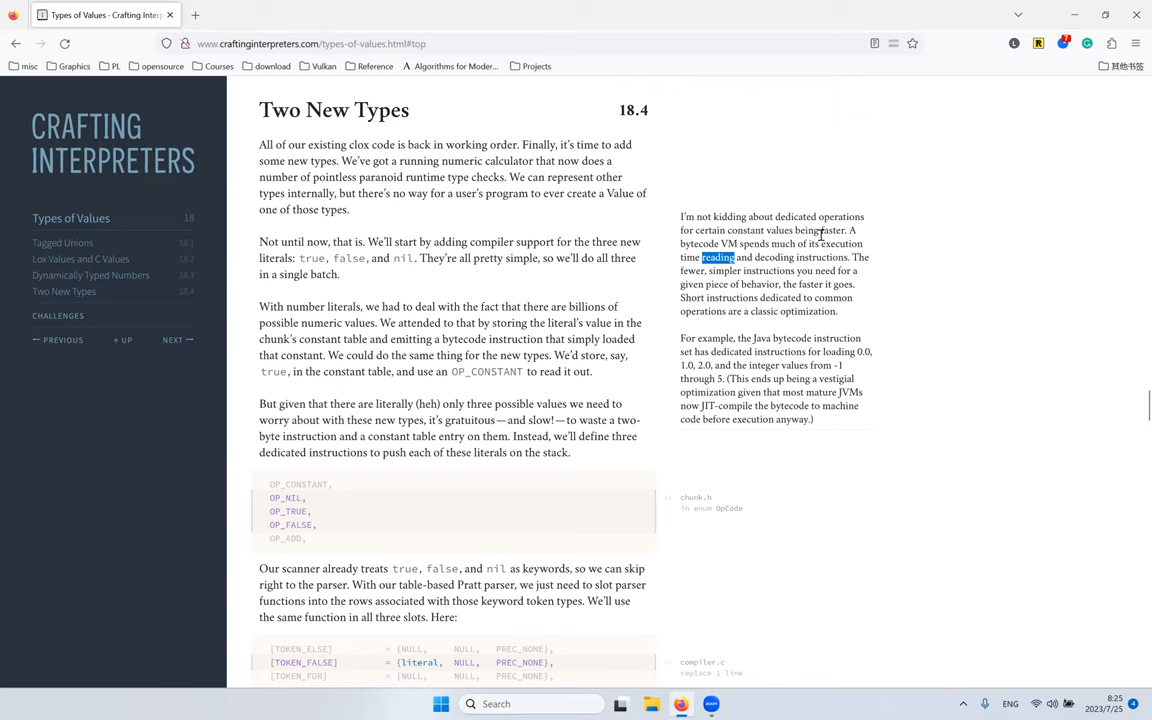 Types of Values - Crafting Interp
www.craftinginterpreters.com/types-of-values.html#top
misc Graphics PL opensource Courses download Vulkan Reference Algorithms for Moder... Projects 其他书签
CRAFTING
INTERPRETERS
Types of Values 18
Tagged Unions 18.1
Lox Values and C Values 18.2
Dynamically Typed Numbers 18.3
Two New Types 18.4
CHALLENGES
← PREVIOUS ↑ UP NEXT →
Two New Types 18.4
All of our existing clox code is back in working order. Finally, it's time to add
some new types. We've got a running numeric calculator that now does a
number of pointless paranoid runtime type checks. We can represent other
types internally, but there's no way for a user's program to ever create a Value of
one of those types.
Not until now, that is. We'll start by adding compiler support for the three new
literals: true, false, and nil. They're all pretty simple, so we'll do all three
in a single batch.
With number literals, we had to deal with the fact that there are billions of
possible numeric values. We attended to that by storing the literal's value in the
chunk's constant table and emitting a bytecode instruction that simply loaded
that constant. We could do the same thing for the new types. We'd store, say,
true, in the constant table, and use an OP_CONSTANT to read it out.
But given that there are literally (heh) only three possible values we need to
worry about with these new types, it's gratuitous—and slow!—to waste a two-
byte instruction and a constant table entry on them. Instead, we'll define three
dedicated instructions to push each of these literals on the stack.
I'm not kidding about dedicated operations
for certain constant values being faster. A
bytecode VM spends much of its execution
time reading and decoding instructions. The
fewer, simpler instructions you need for a
given piece of behavior, the faster it goes.
Short instructions dedicated to common
operations are a classic optimization.
For example, the Java bytecode instruction
set has dedicated instructions for loading 0.0,
1.0, 2.0, and the integer values from -1
through 5. (This ends up being a vestigial
optimization given that most mature JVMs
now JIT-compile the bytecode to machine
code before execution anyway.)
OP_CONSTANT,
OP_NIL,
OP_TRUE,
OP_FALSE,
OP_ADD,
chunk.h
in enum OpCode
Our scanner already treats true, false, and nil as keywords, so we can skip
right to the parser. With our table-based Pratt parser, we just need to slot parser
functions into the rows associated with those keyword token types. We'll use
the same function in all three slots. Here:
[TOKEN_ELSE] = {NULL, NULL, PREC_NONE},
[TOKEN_FALSE] = {literal, NULL, PREC_NONE},
[TOKEN_FOR] = {NULL, NULL, PREC_NONE},
compiler.c
replace 1 line
Search
zoom
ENG
8:25
2023/7/25
4